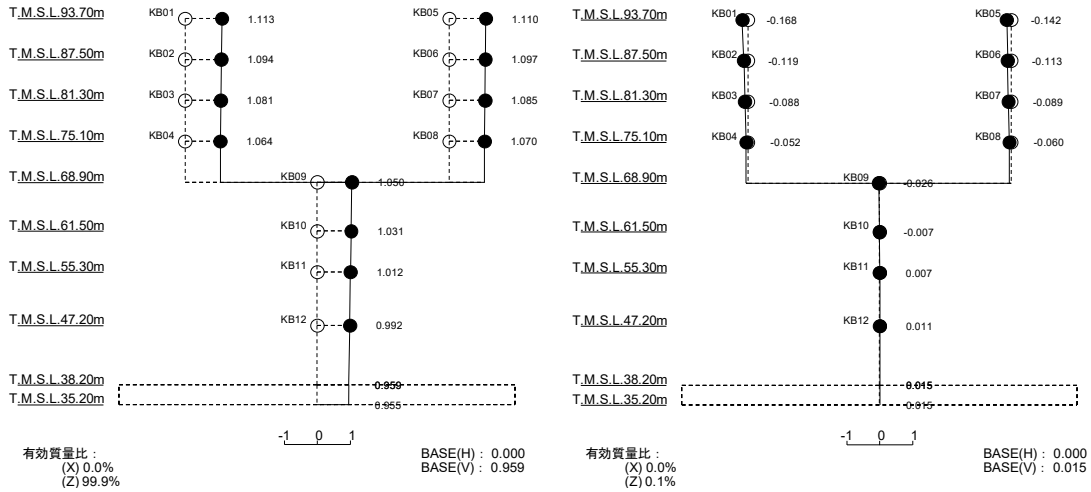 T.M.S.L.93.70m KB01 1.113 KB05 1.110
T.M.S.L.87.50m KB02 1.094 KB06 1.097
T.M.S.L.81.30m KB03 1.081 KB07 1.085
T.M.S.L.75.10m KB04 1.064 KB08 1.070
T.M.S.L.68.90m KB09 1.050
T.M.S.L.61.50m KB10 1.031
T.M.S.L.55.30m KB11 1.012
T.M.S.L.47.20m KB12 0.992
T.M.S.L.38.20m 0.959
T.M.S.L.35.20m 0.955
-1 0 1
有効質量比：
(X) 0.0%
(Z) 99.9%
BASE(H)： 0.000
BASE(V)： 0.959
T.M.S.L.93.70m KB01 -0.168 KB05 -0.142
T.M.S.L.87.50m KB02 -0.119 KB06 -0.113
T.M.S.L.81.30m KB03 -0.088 KB07 -0.089
T.M.S.L.75.10m KB04 -0.052 KB08 -0.060
T.M.S.L.68.90m KB09 -0.026
T.M.S.L.61.50m KB10 -0.007
T.M.S.L.55.30m KB11 0.007
T.M.S.L.47.20m KB12 0.011
T.M.S.L.38.20m 0.015
T.M.S.L.35.20m 0.015
-1 0 1
有効質量比：
(X) 0.0%
(Z) 0.1%
BASE(H)： 0.000
BASE(V)： 0.015